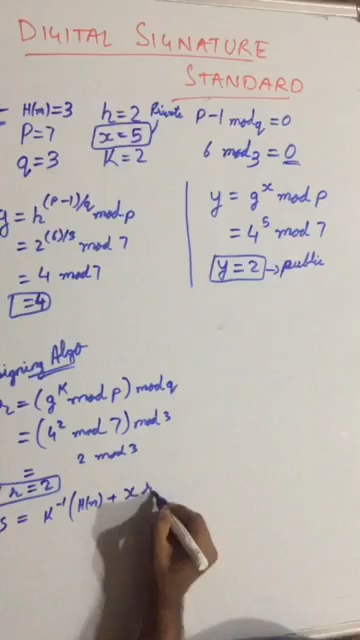 DIGITAL SIGNATURE
STANDARD
H(m)=3
P=7
q=3
h=2 Private
x=5
K=2
P-1 mod q = 0
6 mod 3 = 0
g = h^(P-1)/q mod p
= 2^(6)/3 mod 7
= 4 mod 7
= 4
y = g^x mod p
= 4^5 mod 7
y = 2 → public
signing Algo
r = (g^K mod p) mod q
= (4^2 mod 7) mod 3
=
2 mod 3
r = 2
S = K^-1 (H(m) + x r